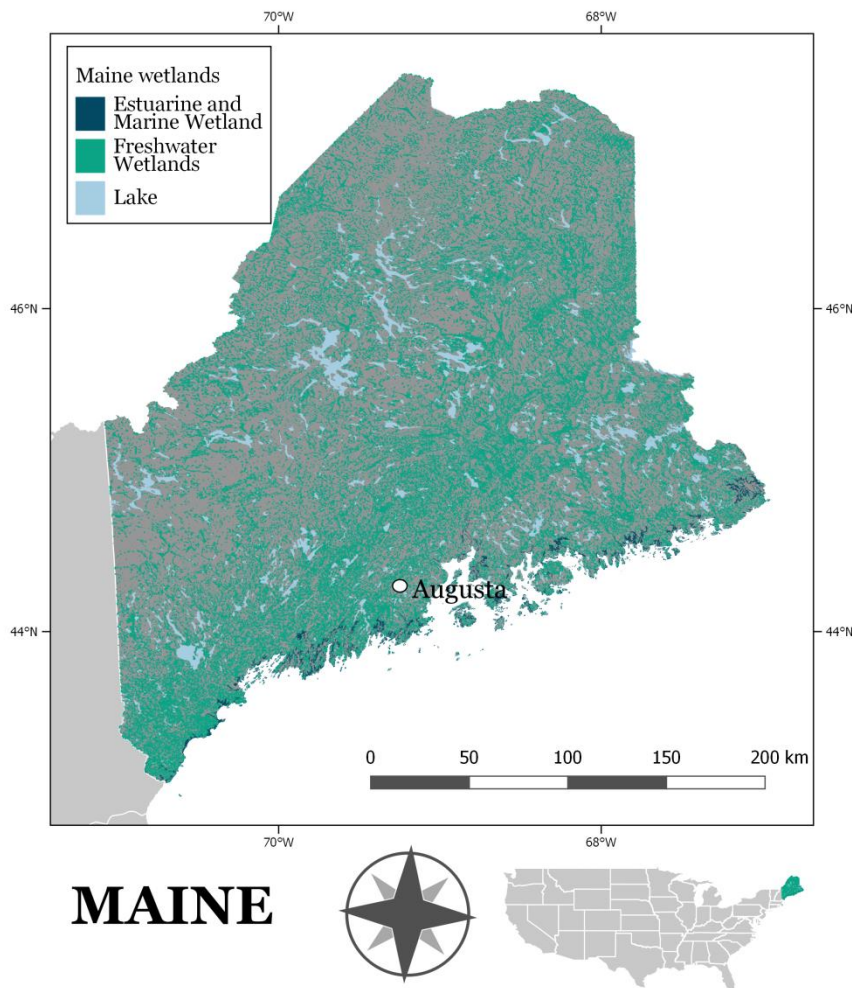 70°W 68°W
Maine wetlands
Estuarine and
Marine Wetland
Freshwater
Wetlands
Lake
46°N 46°N
Augusta
44°N 44°N
0 50 100 150 200 km
70°W 68°W
MAINE